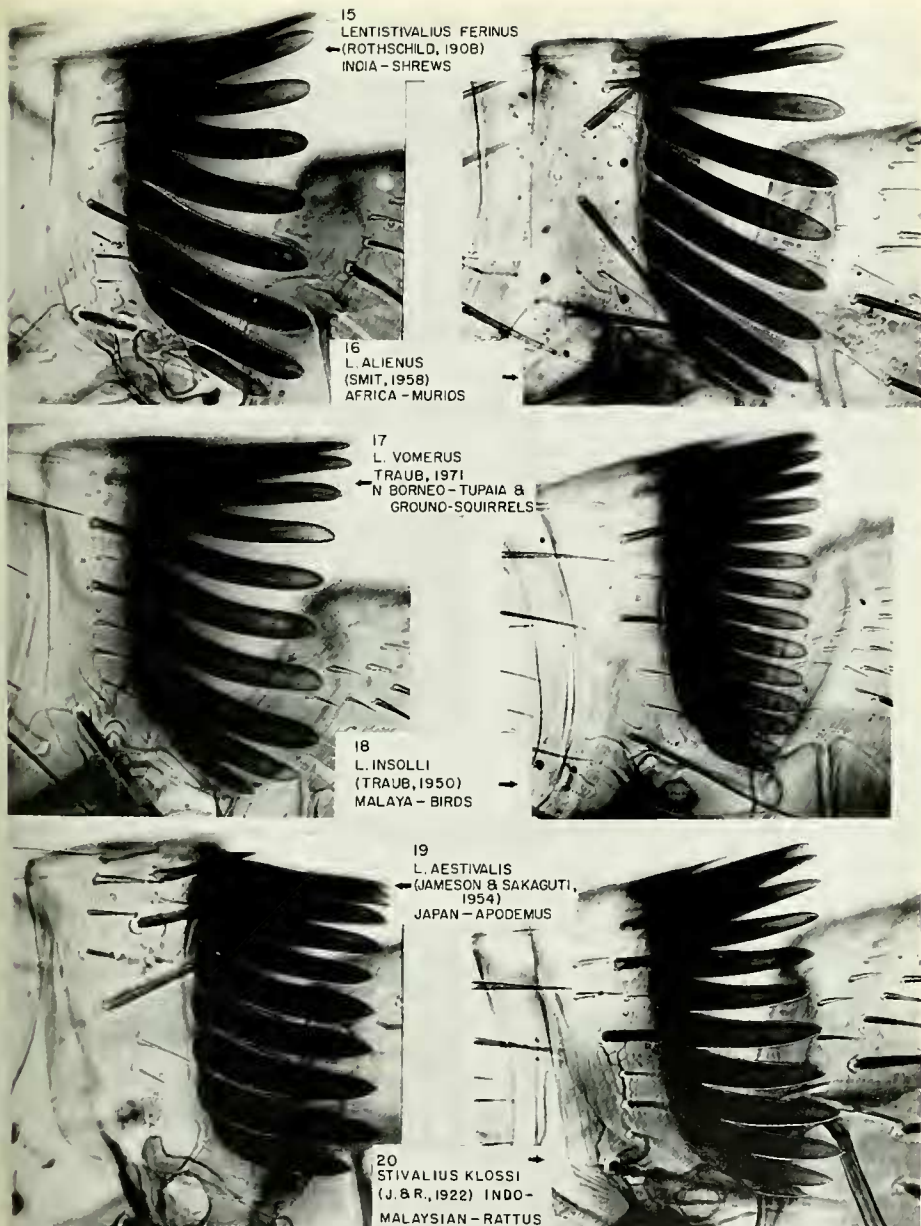 15
LENTISTIVALIUS FERINUS
(ROTHSCHILD, 1908)
INDIA-SHREWS
16
L. ALIENUS
(SMIT, 1958)
AFRICA-MURIDS
17
L. VOMERUS
TRAUB, 1971
N BORNEO-TUPAIA &
GROUND-SQUIRRELS
18
L. INSOLLI
(TRAUB, 1950)
MALAYA-BIRDS
19
L. AESTIVALIS
(JAMESON & SAKAGUTI,
1954)
JAPAN-APODEMUS
20
STIVALIUS KLOSSI
(J. & R., 1922) INDO-
MALAYSIAN-RATTUS